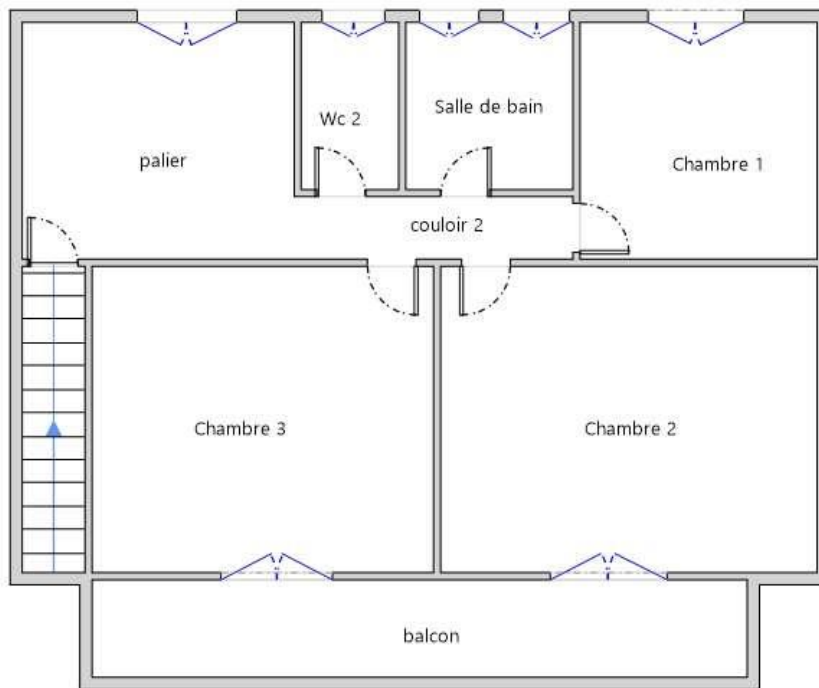 Wc 2
Salle de bain
palier
Chambre 1
couloir 2
Chambre 3
Chambre 2
balcon